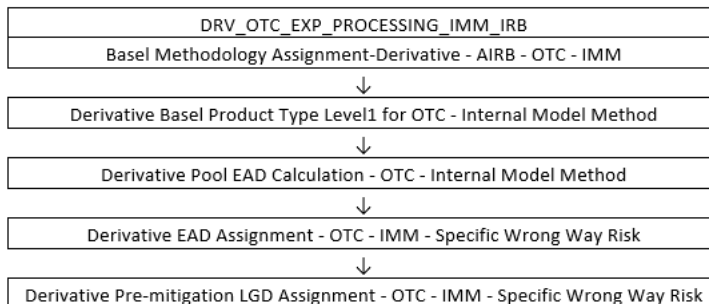 DRV_OTC_EXP_PROCESSING_IMM_IRB
Basel Methodology Assignment-Derivative - AIRB - OTC - IMM
↓
Derivative Basel Product Type Level1 for OTC - Internal Model Method
↓
Derivative Pool EAD Calculation - OTC - Internal Model Method
↓
Derivative EAD Assignment - OTC - IMM - Specific Wrong Way Risk
↓
Derivative Pre-mitigation LGD Assignment - OTC - IMM - Specific Wrong Way Risk